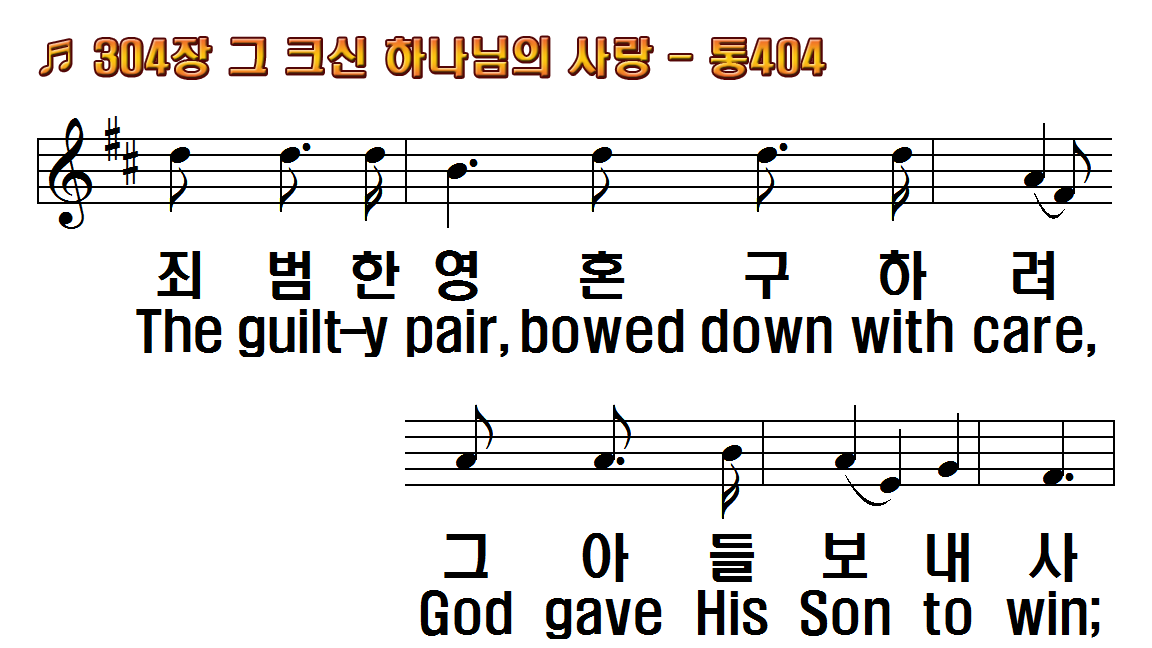 ♬ 304장 그 크신 하나님의 사랑 - 통404
죄 범 한 영 혼 구 하 려
The guilt-y pair, bowed down with care,
그 아 들 보 내 사
God gave His Son to win;